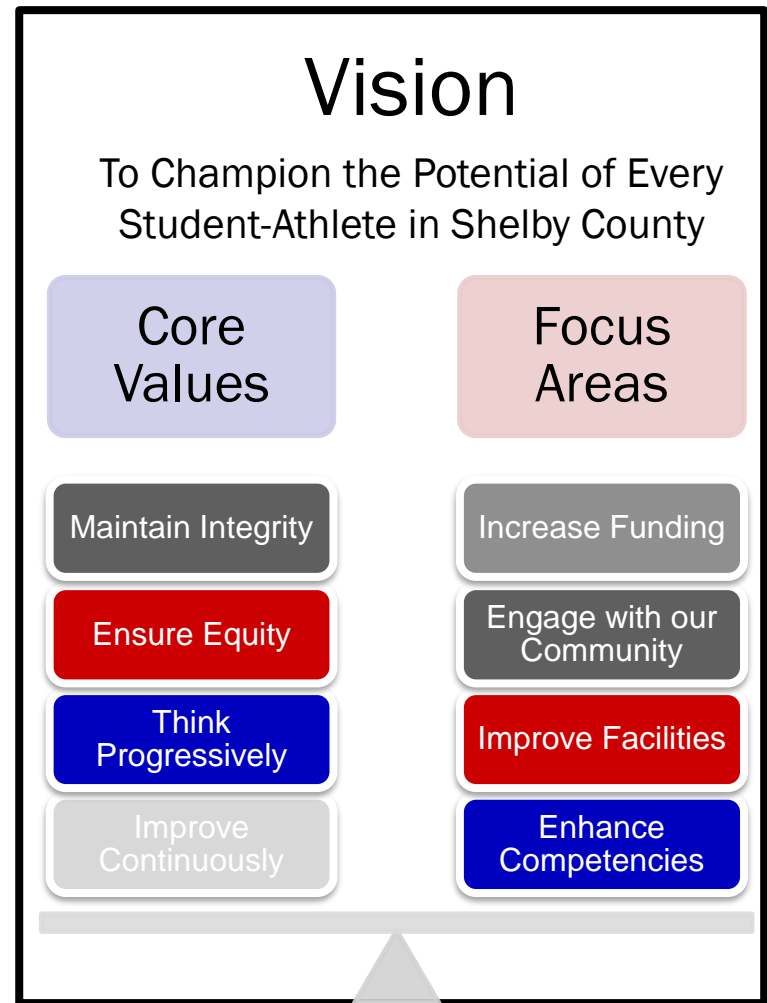 Vision
To Champion the Potential of Every
Student-Athlete in Shelby County
Core
Values
Maintain Integrity
Ensure Equity
Think
Progressively
Improve
Continuously
Focus
Areas
Increase Funding
Engage with our
Community
Improve Facilities
Enhance
Competencies